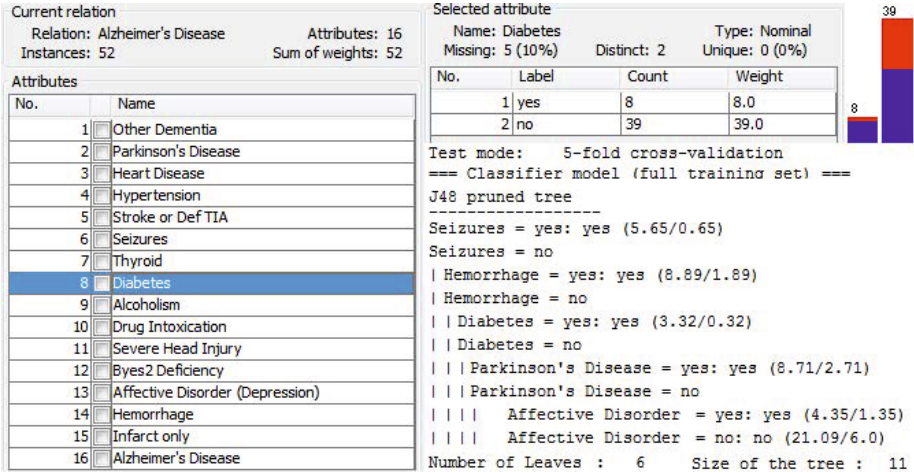 Current relation
Relation: Alzheimer's Disease Attributes: 16
Instances: 52 Sum of weights: 52
Attributes
No. Name
1 Other Dementia
2 Parkinson's Disease
3 Heart Disease
4 Hypertension
5 Stroke or Def TIA
6 Seizures
7 Thyroid
8 Diabetes
9 Alcoholism
10 Drug Intoxication
11 Severe Head Injury
12 Byes2 Deficiency
13 Affective Disorder (Depression)
14 Hemorrhage
15 Infarct only
16 Alzheimer's Disease
Selected attribute
Name: Diabetes Type: Nominal
Missing: 5 (10%) Distinct: 2 Unique: 0 (0%)
No. Label Count Weight
1 yes 8 8.0
2 no 39 39.0
8
39
Test mode: 5-fold cross-validation
=== Classifier model (full training set) ===
J48 pruned tree
------------------
Seizures = yes: yes (5.65/0.65)
Seizures = no
| Hemorrhage = yes: yes (8.89/1.89)
| Hemorrhage = no
| | Diabetes = yes: yes (3.32/0.32)
| | Diabetes = no
| | | Parkinson's Disease = yes: yes (8.71/2.71)
| | | Parkinson's Disease = no
| | | | Affective Disorder = yes: yes (4.35/1.35)
| | | | Affective Disorder = no: no (21.09/6.0)
Number of Leaves : 6 Size of the tree : 11